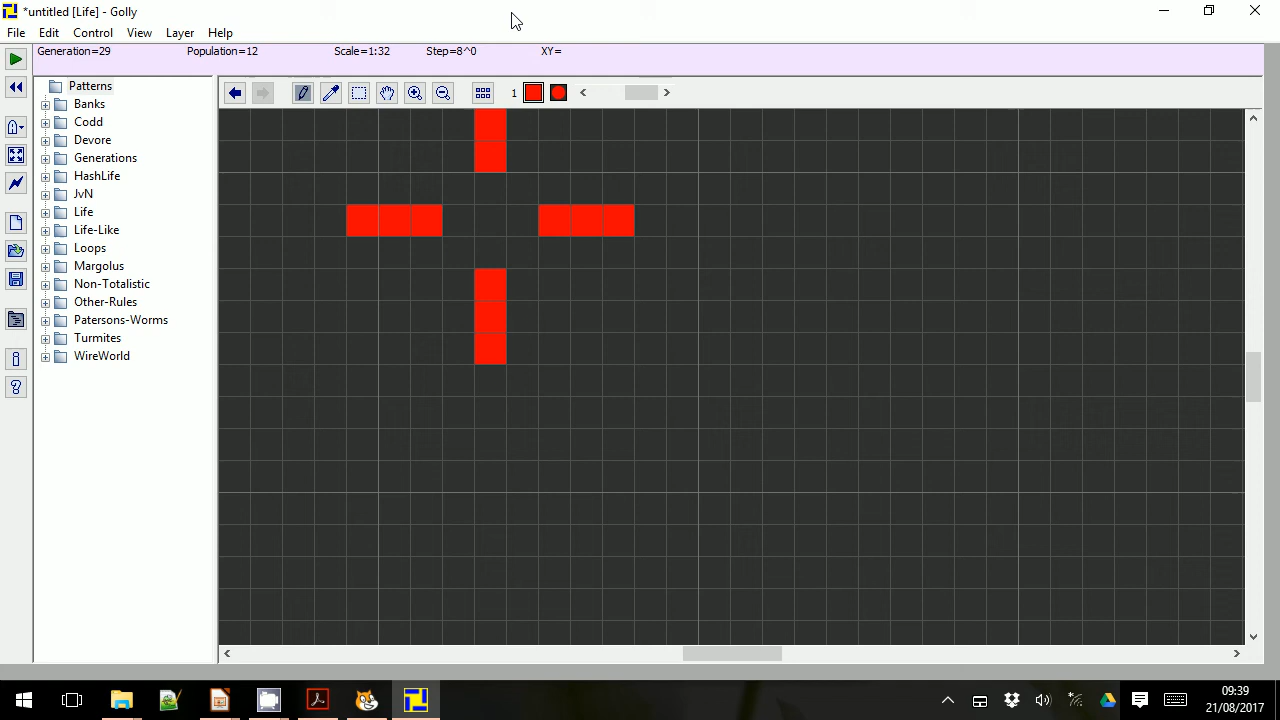 *untitled [Life] - Golly
File Edit Control View Layer Help
Generation=29 Population=12 Scale=1:32 Step=8^0 XY=
Patterns
Banks
Codd
Devore
Generations
HashLife
JvN
Life
Life-Like
Loops
Margolus
Non-Totalistic
Other-Rules
Patersons-Worms
Turmites
WireWorld
1
09:39
21/08/2017